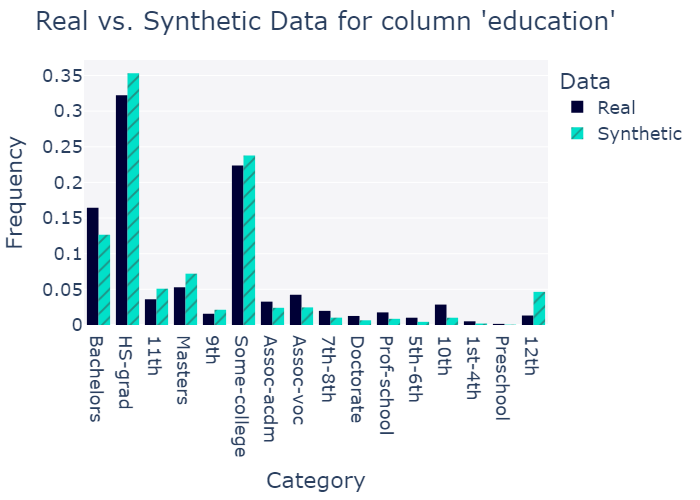 Real vs. Synthetic Data for column 'education'
Data
Real
Synthetic
Frequency
0.35
0.3
0.25
0.2
0.15
0.1
0.05
0
Bachelors
HS-grad
11th
Masters
9th
Some-college
Assoc-acdm
Assoc-voc
7th-8th
Doctorate
Prof-school
5th-6th
10th
1st-4th
Preschool
12th
Category